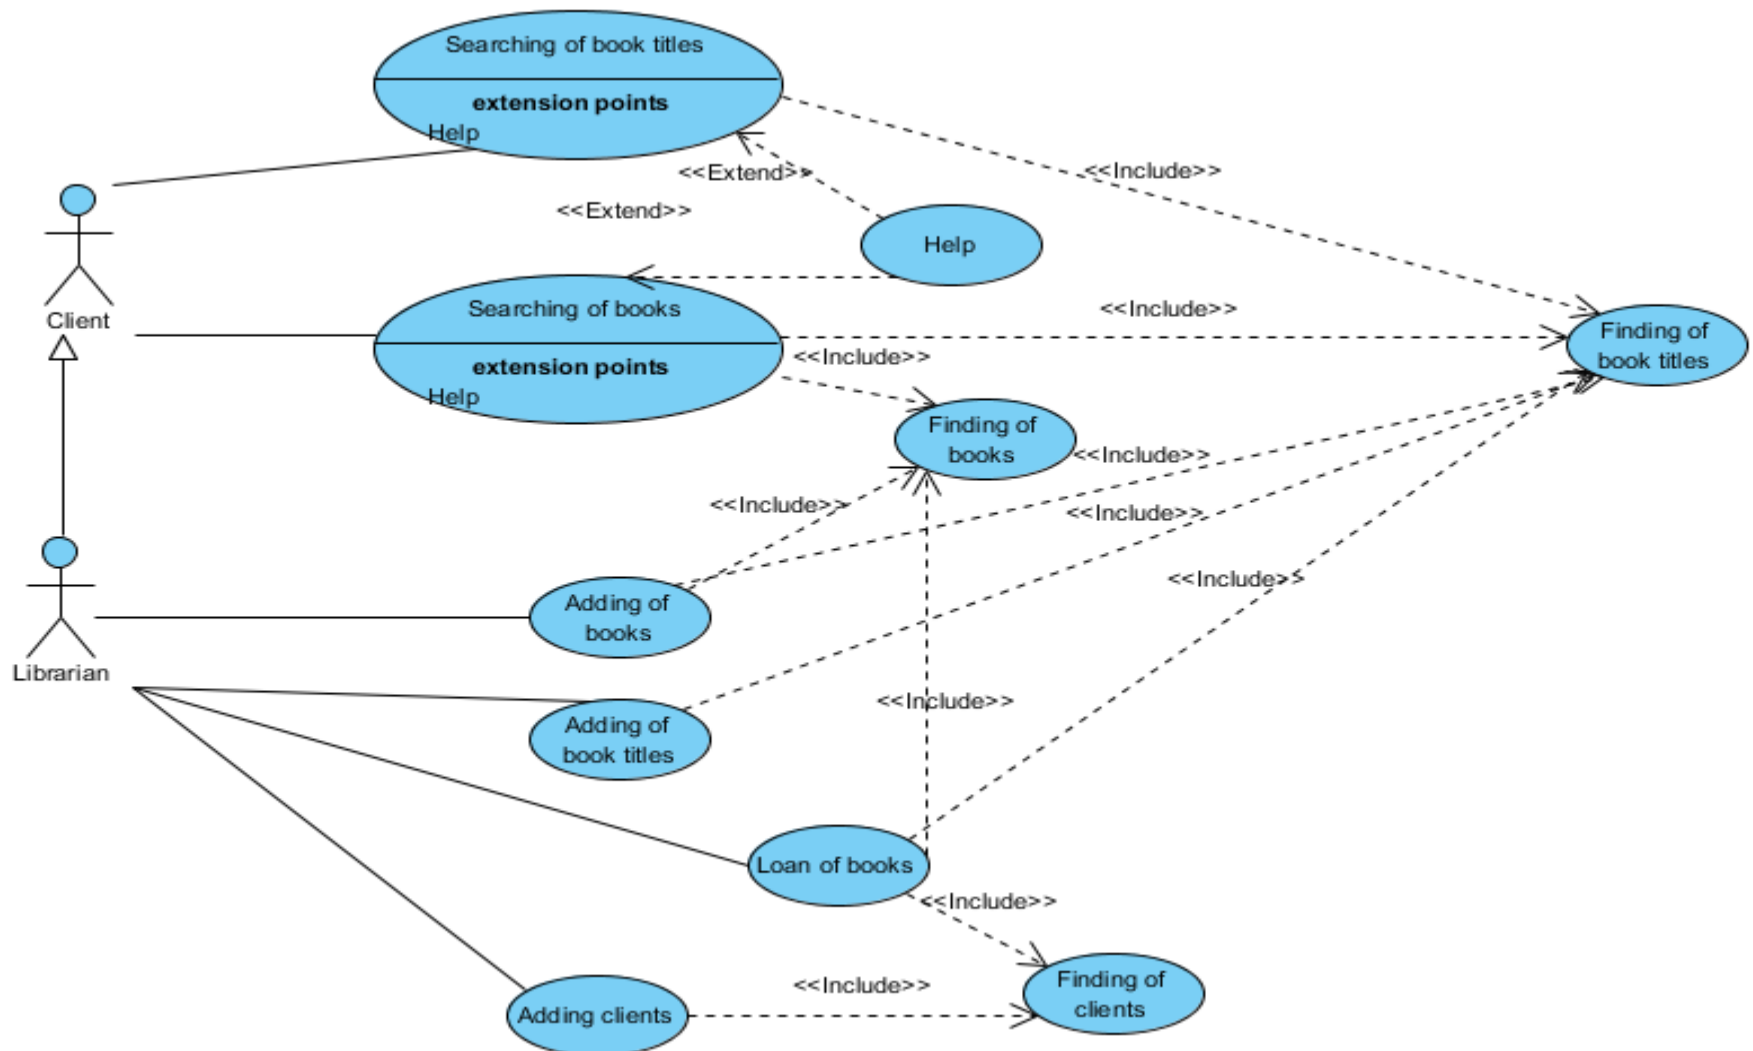 Searching of book titles
extension points
Help
<<Include>>
<<Extend>>
<<Extend>>
Help
Client
Searching of books
extension points
Help
<<Include>>
Finding of
book titles
<<Include>>
Finding of
books
<<Include>>
<<Include>>
<<Include>>
<<Include>>
Adding of
books
Librarian
<<Include>>
Adding of
book titles
Loan of books
<<Include>>
<<Include>>
Finding of
clients
Adding clients